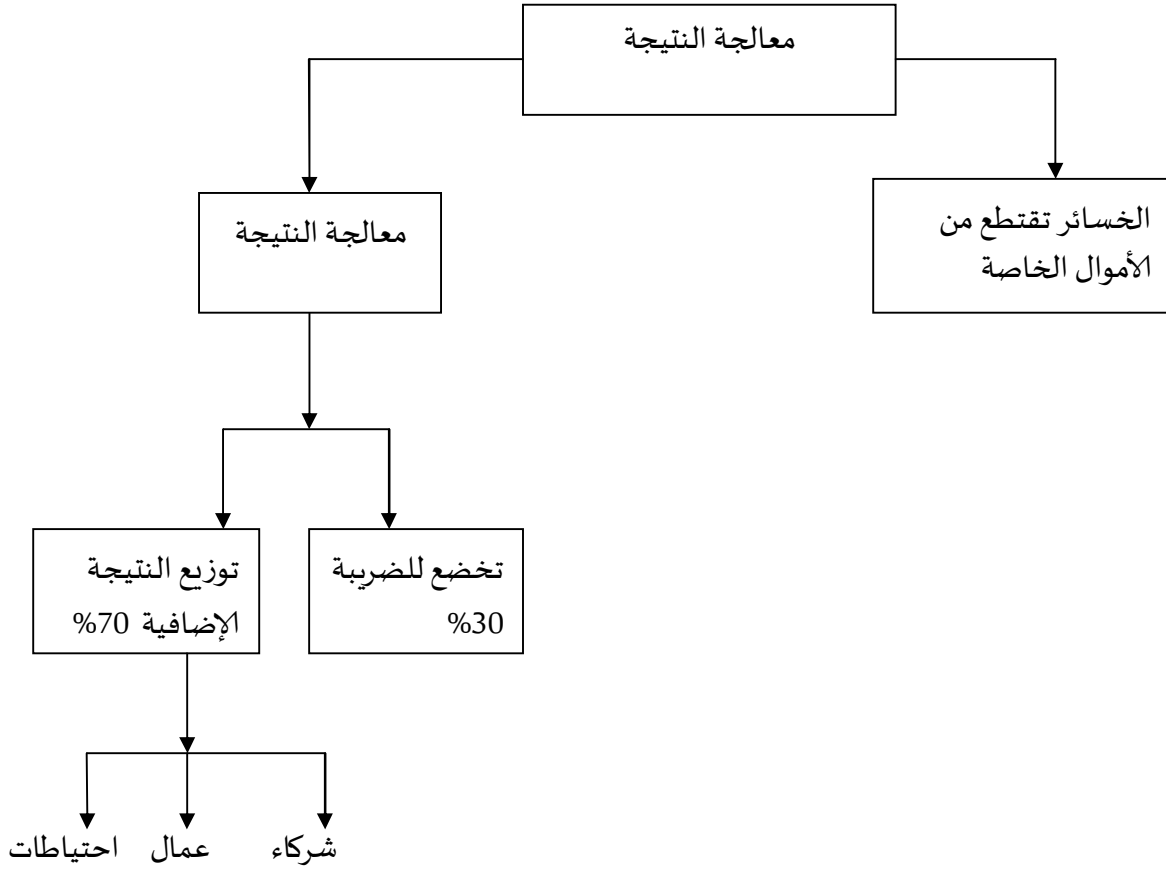 معالجة النتيجة
الخسائر تقتطع من
الأموال الخاصة
معالجة النتيجة
تخضع للضريبة
30%
توزيع النتيجة
الإضافية 70%
شركاء
عمال
احتياطات